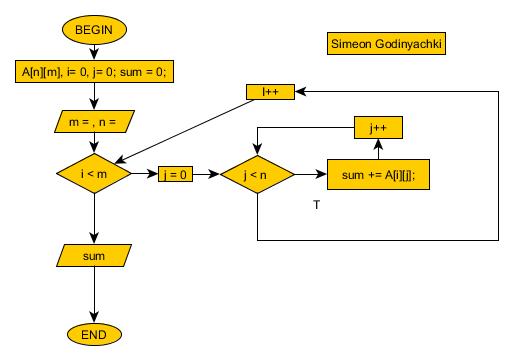 BEGIN
Simeon Godinyachki
A[n][m], i= 0, j= 0; sum = 0;
I++
m = , n =
j++
i < m
j = 0
j < n
sum += A[i][j];
T
sum
END